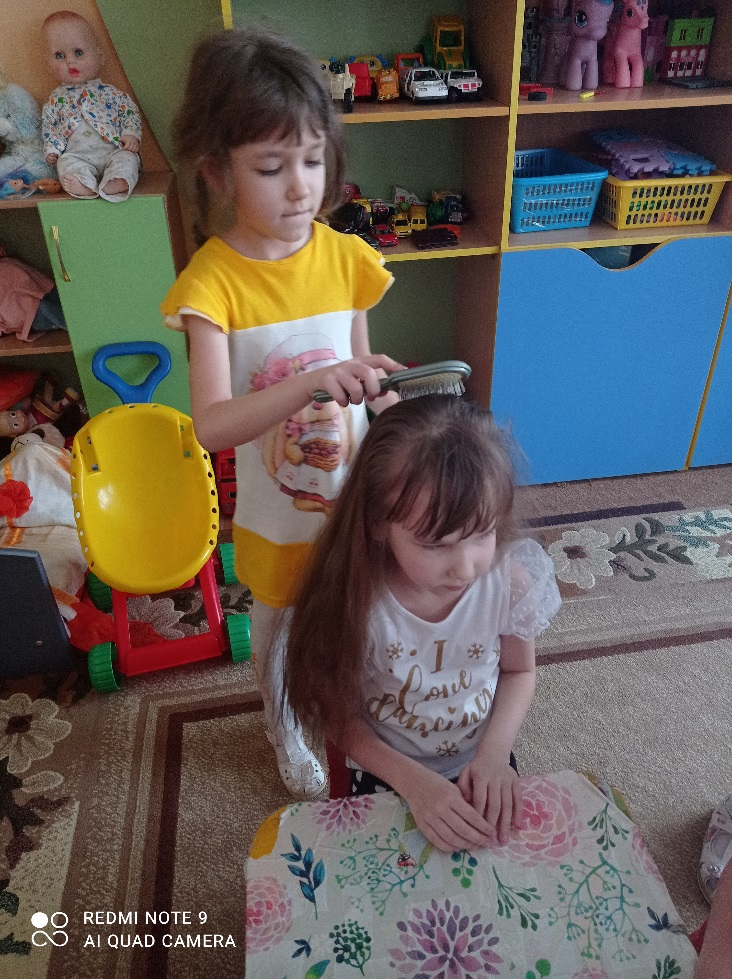 I
love
dancing
REDMI NOTE 9
AI QUAD CAMERA